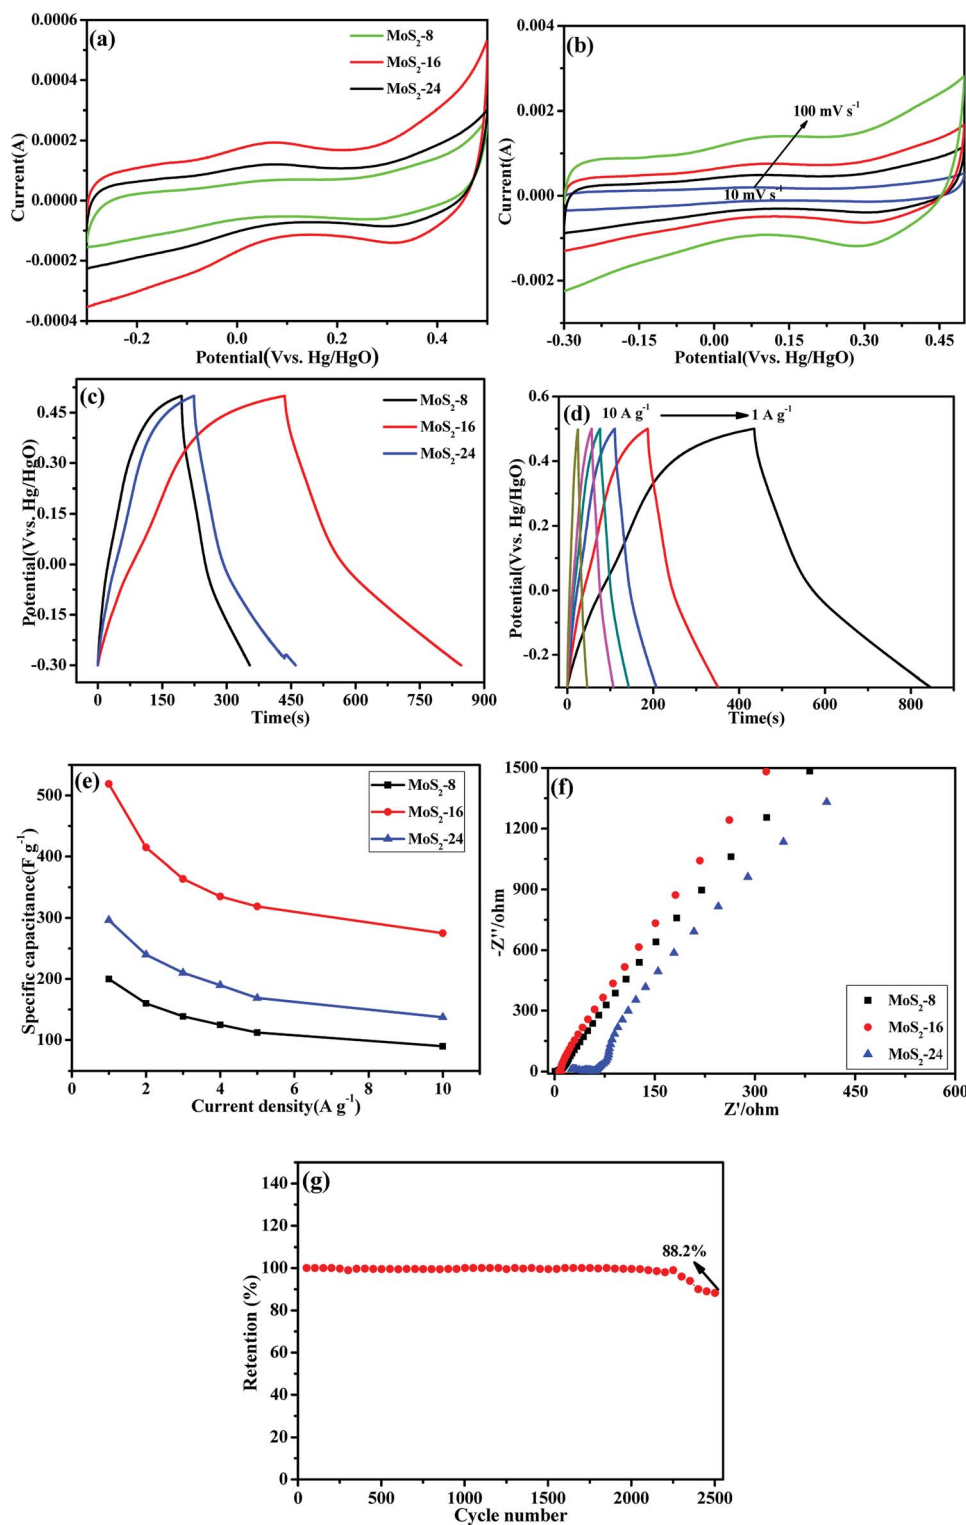 (a)
MoS2-8
MoS2-16
MoS2-24
0.0006
0.0004
0.0002
0.0000
-0.0002
-0.0004
Current(A)
-0.2 0.0 0.2 0.4
Potential(Vvs. Hg/HgO)
(b)
100 mV s-1
10 mV s-1
0.004
0.002
0.000
-0.002
Current(A)
-0.30 -0.15 0.00 0.15 0.30 0.45
Potential(Vvs. Hg/HgO)
(c)
MoS2-8
MoS2-16
MoS2-24
0.45
0.30
0.15
0.00
-0.15
-0.30
Potential(Vvs. Hg/HgO)
0 150 300 450 600 750 900
Time(s)
(d)
10 A g-1 1 A g-1
0.6
0.4
0.2
0.0
-0.2
Potential(Vvs. Hg/HgO)
0 200 400 600 800
Time(s)
(e)
MoS2-8
MoS2-16
MoS2-24
500
400
300
200
100
Specific capacitance(F g-1)
0 2 4 6 8 10
Current density(A g-1)
(f)
1500
1200
900
600
300
0
-Z''/ohm
MoS2-8
MoS2-16
MoS2-24
0 150 300 450 600
Z'/ohm
(g)
88.2%
140
120
100
80
60
40
20
0
Retention (%)
0 500 1000 1500 2000 2500
Cycle number